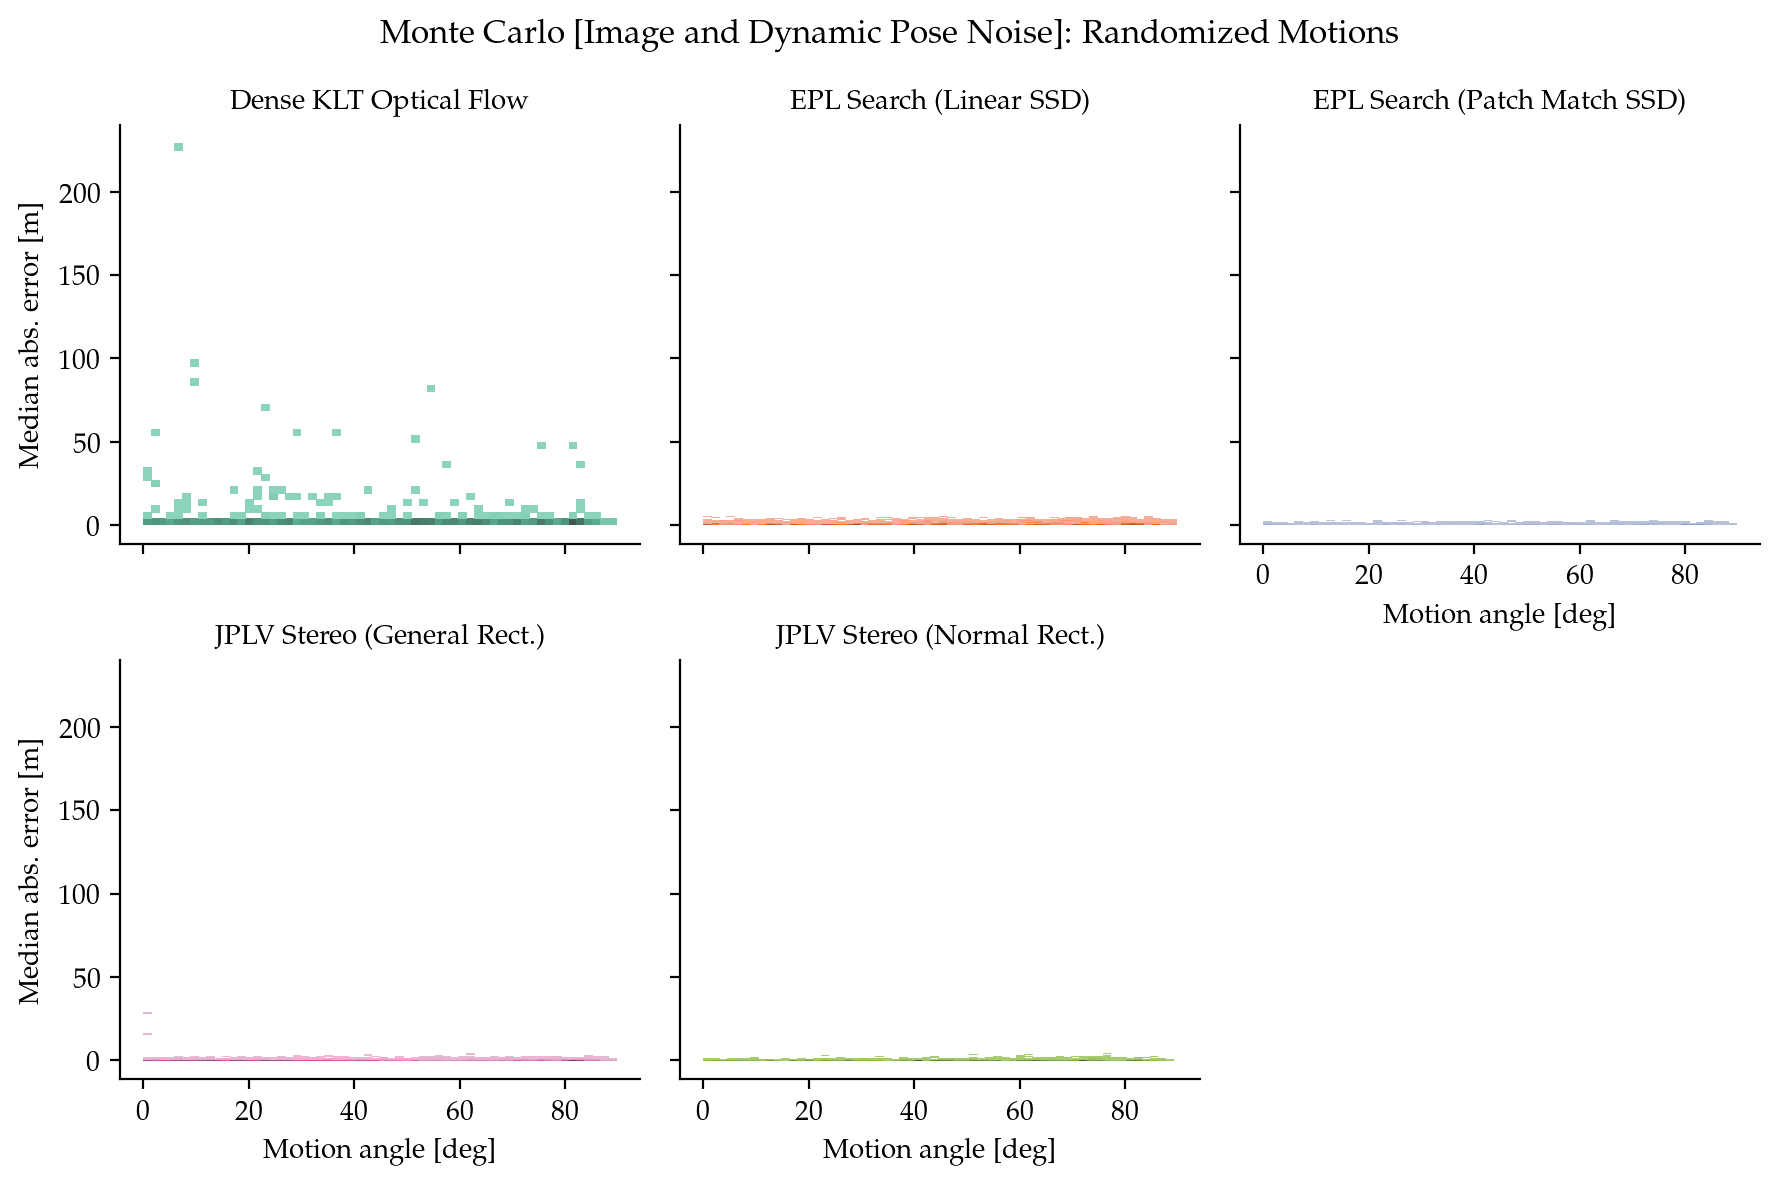 Monte Carlo [Image and Dynamic Pose Noise]: Randomized Motions
Dense KLT Optical Flow
EPL Search (Linear SSD)
EPL Search (Patch Match SSD)
Median abs. error [m]
200
150
100
50
0
0 20 40 60 80
Motion angle [deg]
JPLV Stereo (General Rect.)
JPLV Stereo (Normal Rect.)
Median abs. error [m]
200
150
100
50
0
0 20 40 60 80
Motion angle [deg]
0 20 40 60 80
Motion angle [deg]